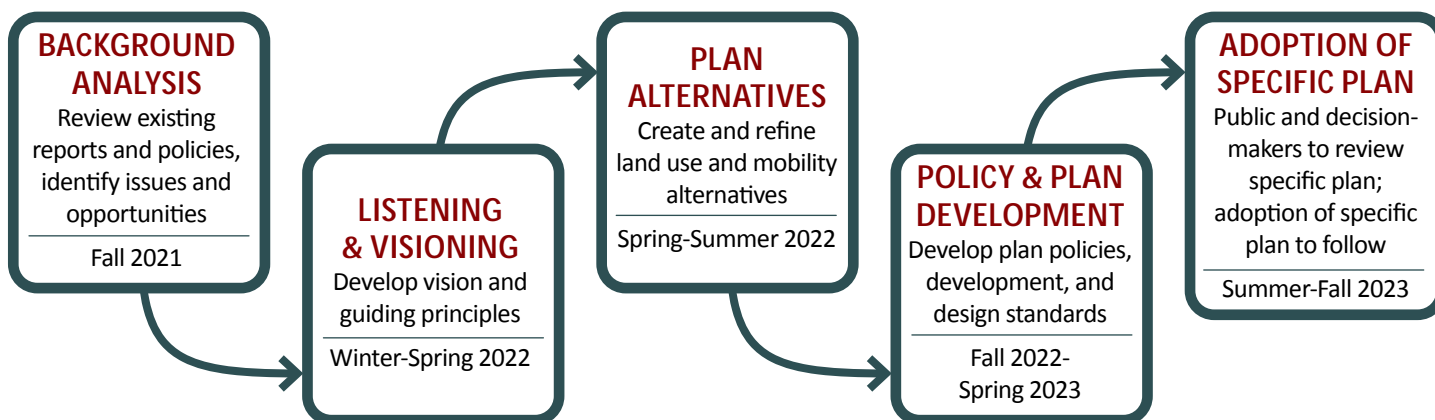 BACKGROUND
ANALYSIS
Review existing
reports and policies,
identify issues and
opportunities
Fall 2021
LISTENING
& VISIONING
Develop vision and
guiding principles
Winter-Spring 2022
PLAN
ALTERNATIVES
Create and refine
land use and mobility
alternatives
Spring-Summer 2022
POLICY & PLAN
DEVELOPMENT
Develop plan policies,
development, and
design standards
Fall 2022-
Spring 2023
ADOPTION OF
SPECIFIC PLAN
Public and decision-
makers to review
specific plan;
adoption of specific
plan to follow
Summer-Fall 2023